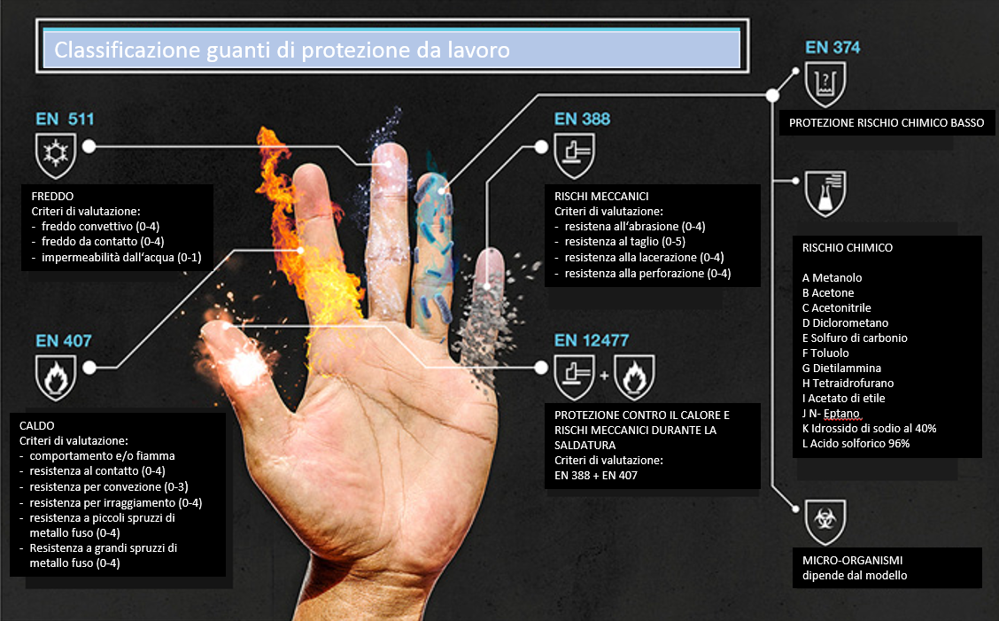 Classificazione guanti di protezione da lavoro
EN 511
FREDDO
Criteri di valutazione:
- freddo convettivo (0-4)
- freddo da contatto (0-4)
- impermeabilità dall'acqua (0-1)
EN 407
CALDO
Criteri di valutazione:
- comportamento e/o fiamma
- resistenza al contatto (0-4)
- resistenza per convezione (0-3)
- resistenza per irraggiamento (0-4)
- resistenza a piccoli spruzzi di
metallo fuso (0-4)
- Resistenza a grandi spruzzi di
metallo fuso (0-4)
EN 388
RISCHI MECCANICI
Criteri di valutazione:
- resistena all'abrasione (0-4)
- resistenza al taglio (0-5)
- resistenza alla lacerazione (0-4)
- resistenza alla perforazione (0-4)
EN 12477
+
PROTEZIONE CONTRO IL CALORE E
RISCHI MECCANICI DURANTE LA
SALDATURA
Criteri di valutazione:
EN 388 + EN 407
EN 374
?
PROTEZIONE RISCHIO CHIMICO BASSO
RISCHIO CHIMICO
A Metanolo
B Acetone
C Acetonitrile
D Diclorometano
E Solfuro di carbonio
F Toluolo
G Dietilammina
H Tetraidrofurano
I Acetato di etile
J N- Eptano
K Idrossido di sodio al 40%
L Acido solforico 96%
MICRO-ORGANISMI
dipende dal modello